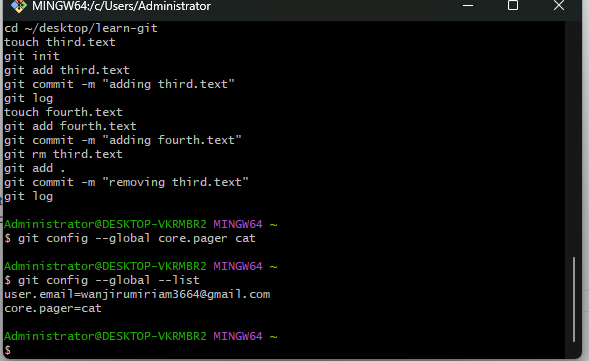 MINGW64:/c/Users/Administrator
cd ~/desktop/learn-git
touch third.text
git init
git add third.text
git commit -m "adding third.text"
git log
touch fourth.text
git add fourth.text
git commit -m "adding fourth.text"
git rm third.text
git add .
git commit -m "removing third.text"
git log
Administrator@DESKTOP-VKRMBR2 MINGW64 ~
$ git config --global core.pager cat
Administrator@DESKTOP-VKRMBR2 MINGW64 ~
$ git config --global --list
user.email=wanjirumiriam3664@gmail.com
core.pager=cat
Administrator@DESKTOP-VKRMBR2 MINGW64 ~
$